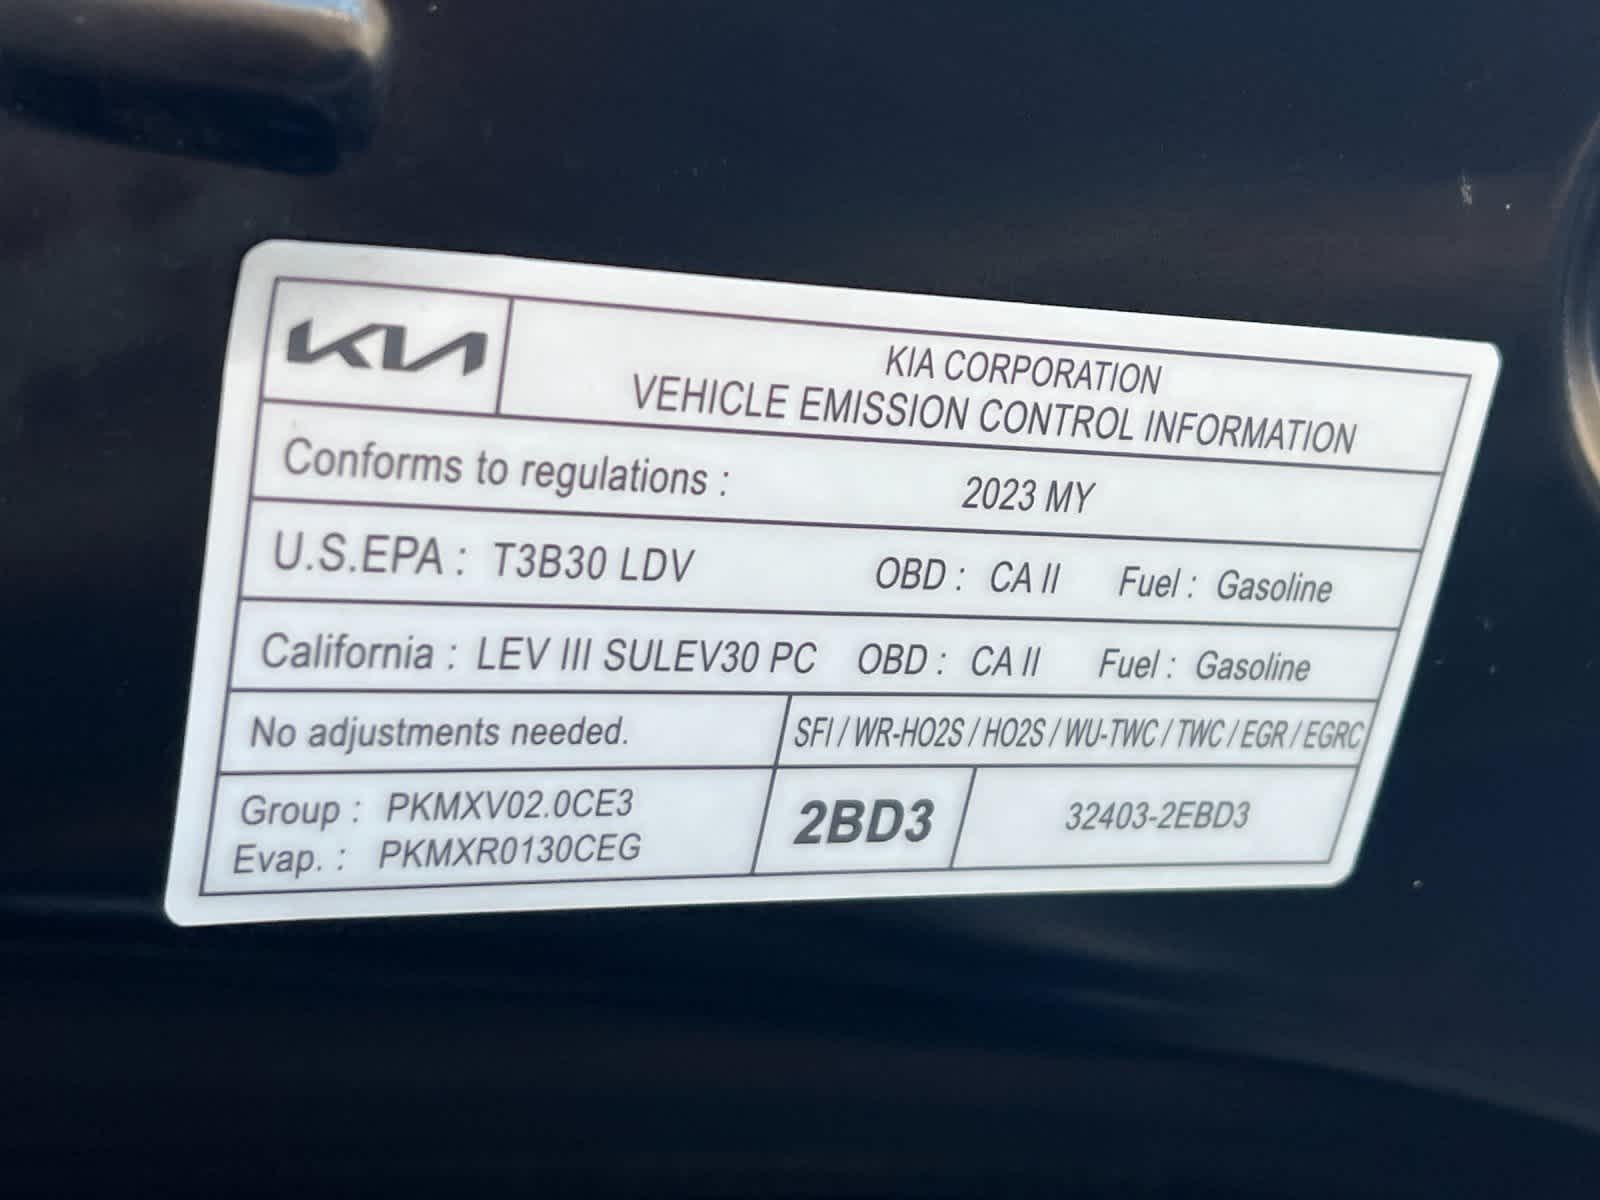 KIA
KIA CORPORATION
VEHICLE EMISSION CONTROL INFORMATION
Conforms to regulations : 2023 MY
U.S.EPA : T3B30 LDV OBD : CA II Fuel : Gasoline
California : LEV III SULEV30 PC OBD : CA II Fuel : Gasoline
No adjustments needed. SFI / WR-HO2S / HO2S / WU-TWC / TWC / EGR / EGRC
Group : PKMXV02.0CE3
Evap. : PKMXR0130CEG
2BD3
32403-2EBD3